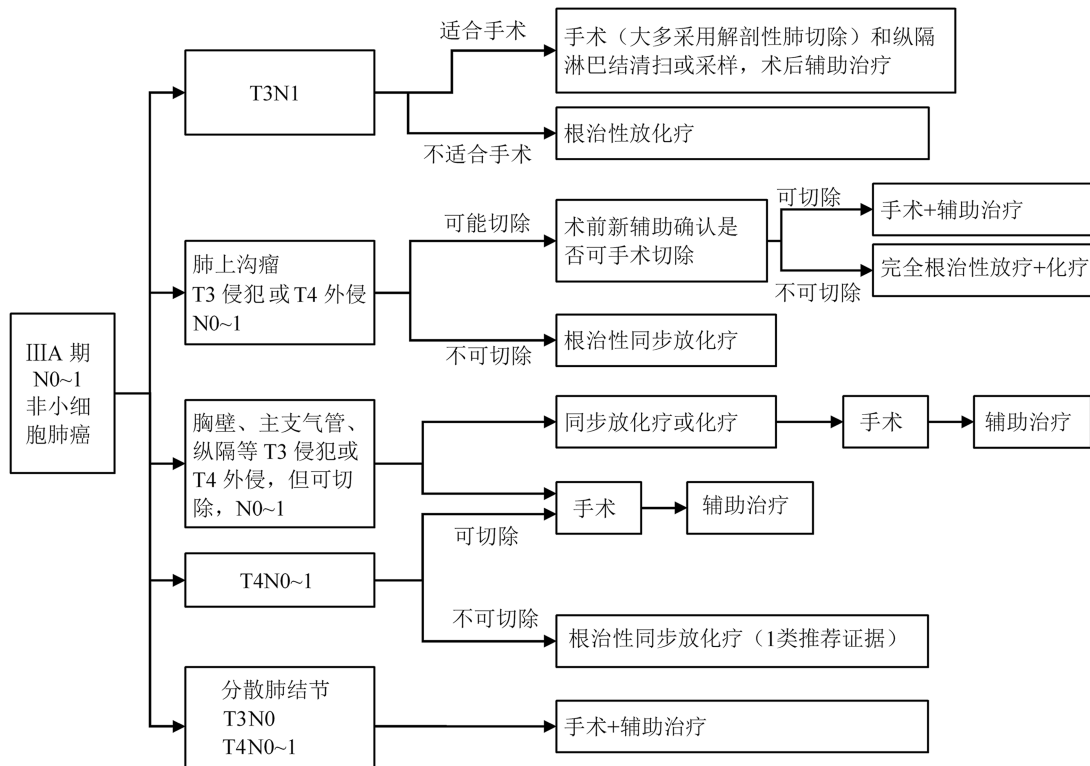 ⅢA 期
N0~1
非小细
胞肺癌
T3N1
适合手术
手术（大多采用解剖性肺切除）和纵隔
淋巴结清扫或采样，术后辅助治疗
不适合手术
根治性放化疗
肺上沟瘤
T3 侵犯或 T4 外侵
N0~1
可能切除
术前新辅助确认是
否可手术切除
可切除
手术+辅助治疗
不可切除
完全根治性放疗+化疗
不可切除
根治性同步放化疗
胸壁、主支气管、
纵隔等 T3 侵犯或
T4 外侵，但可切
除，N0~1
同步放化疗或化疗
手术
辅助治疗
手术
辅助治疗
T4N0~1
可切除
不可切除
根治性同步放化疗（1类推荐证据）
分散肺结节
T3N0
T4N0~1
手术+辅助治疗